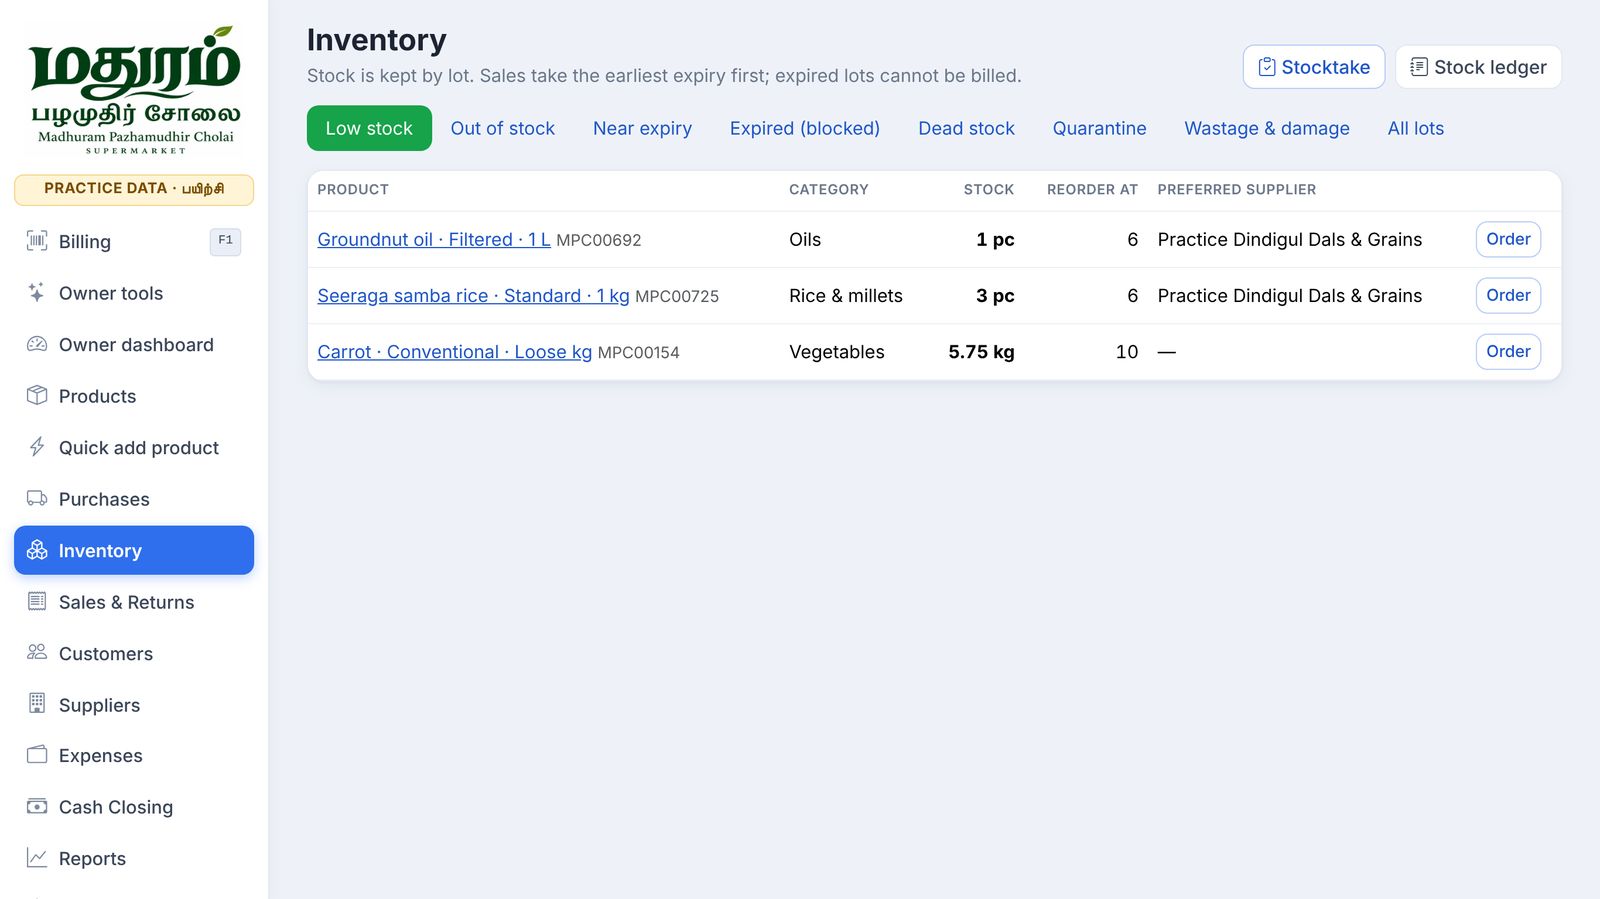 மதுரம்
பழமுதிர் சோலை
Madhuram Pazhamudhir Cholai
SUPERMARKET
PRACTICE DATA · பயிற்சி
Billing F1
Owner tools
Owner dashboard
Products
Quick add product
Purchases
Inventory
Sales & Returns
Customers
Suppliers
Expenses
Cash Closing
Reports
Inventory
Stock is kept by lot. Sales take the earliest expiry first; expired lots cannot be billed.
Stocktake Stock ledger
Low stock Out of stock Near expiry Expired (blocked) Dead stock Quarantine Wastage & damage All lots
PRODUCT CATEGORY STOCK REORDER AT PREFERRED SUPPLIER
Groundnut oil · Filtered · 1 L MPC00692 Oils 1 pc 6 Practice Dindigul Dals & Grains Order
Seeraga samba rice · Standard · 1 kg MPC00725 Rice & millets 3 pc 6 Practice Dindigul Dals & Grains Order
Carrot · Conventional · Loose kg MPC00154 Vegetables 5.75 kg 10 — Order